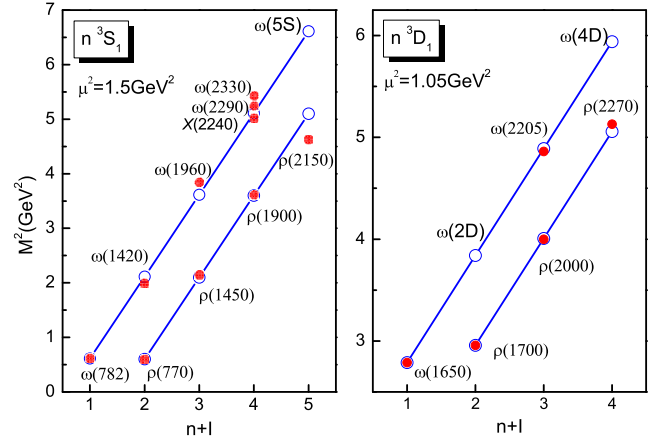 n ³S₁
μ²=1.5GeV²
ω(5S)
ω(2330)
ω(2290)
X(2240)
ω(1960)
ρ(2150)
ω(1420)
ρ(1900)
ρ(1450)
ω(782)
ρ(770)
M²(GeV²)
7
6
5
4
3
2
1
0
1 2 3 4 5
n+I
n ³D₁
μ²=1.05GeV²
ω(4D)
ρ(2270)
ω(2205)
ω(2D)
ρ(2000)
ρ(1700)
ω(1650)
6
5
4
3
1 2 3 4
n+I